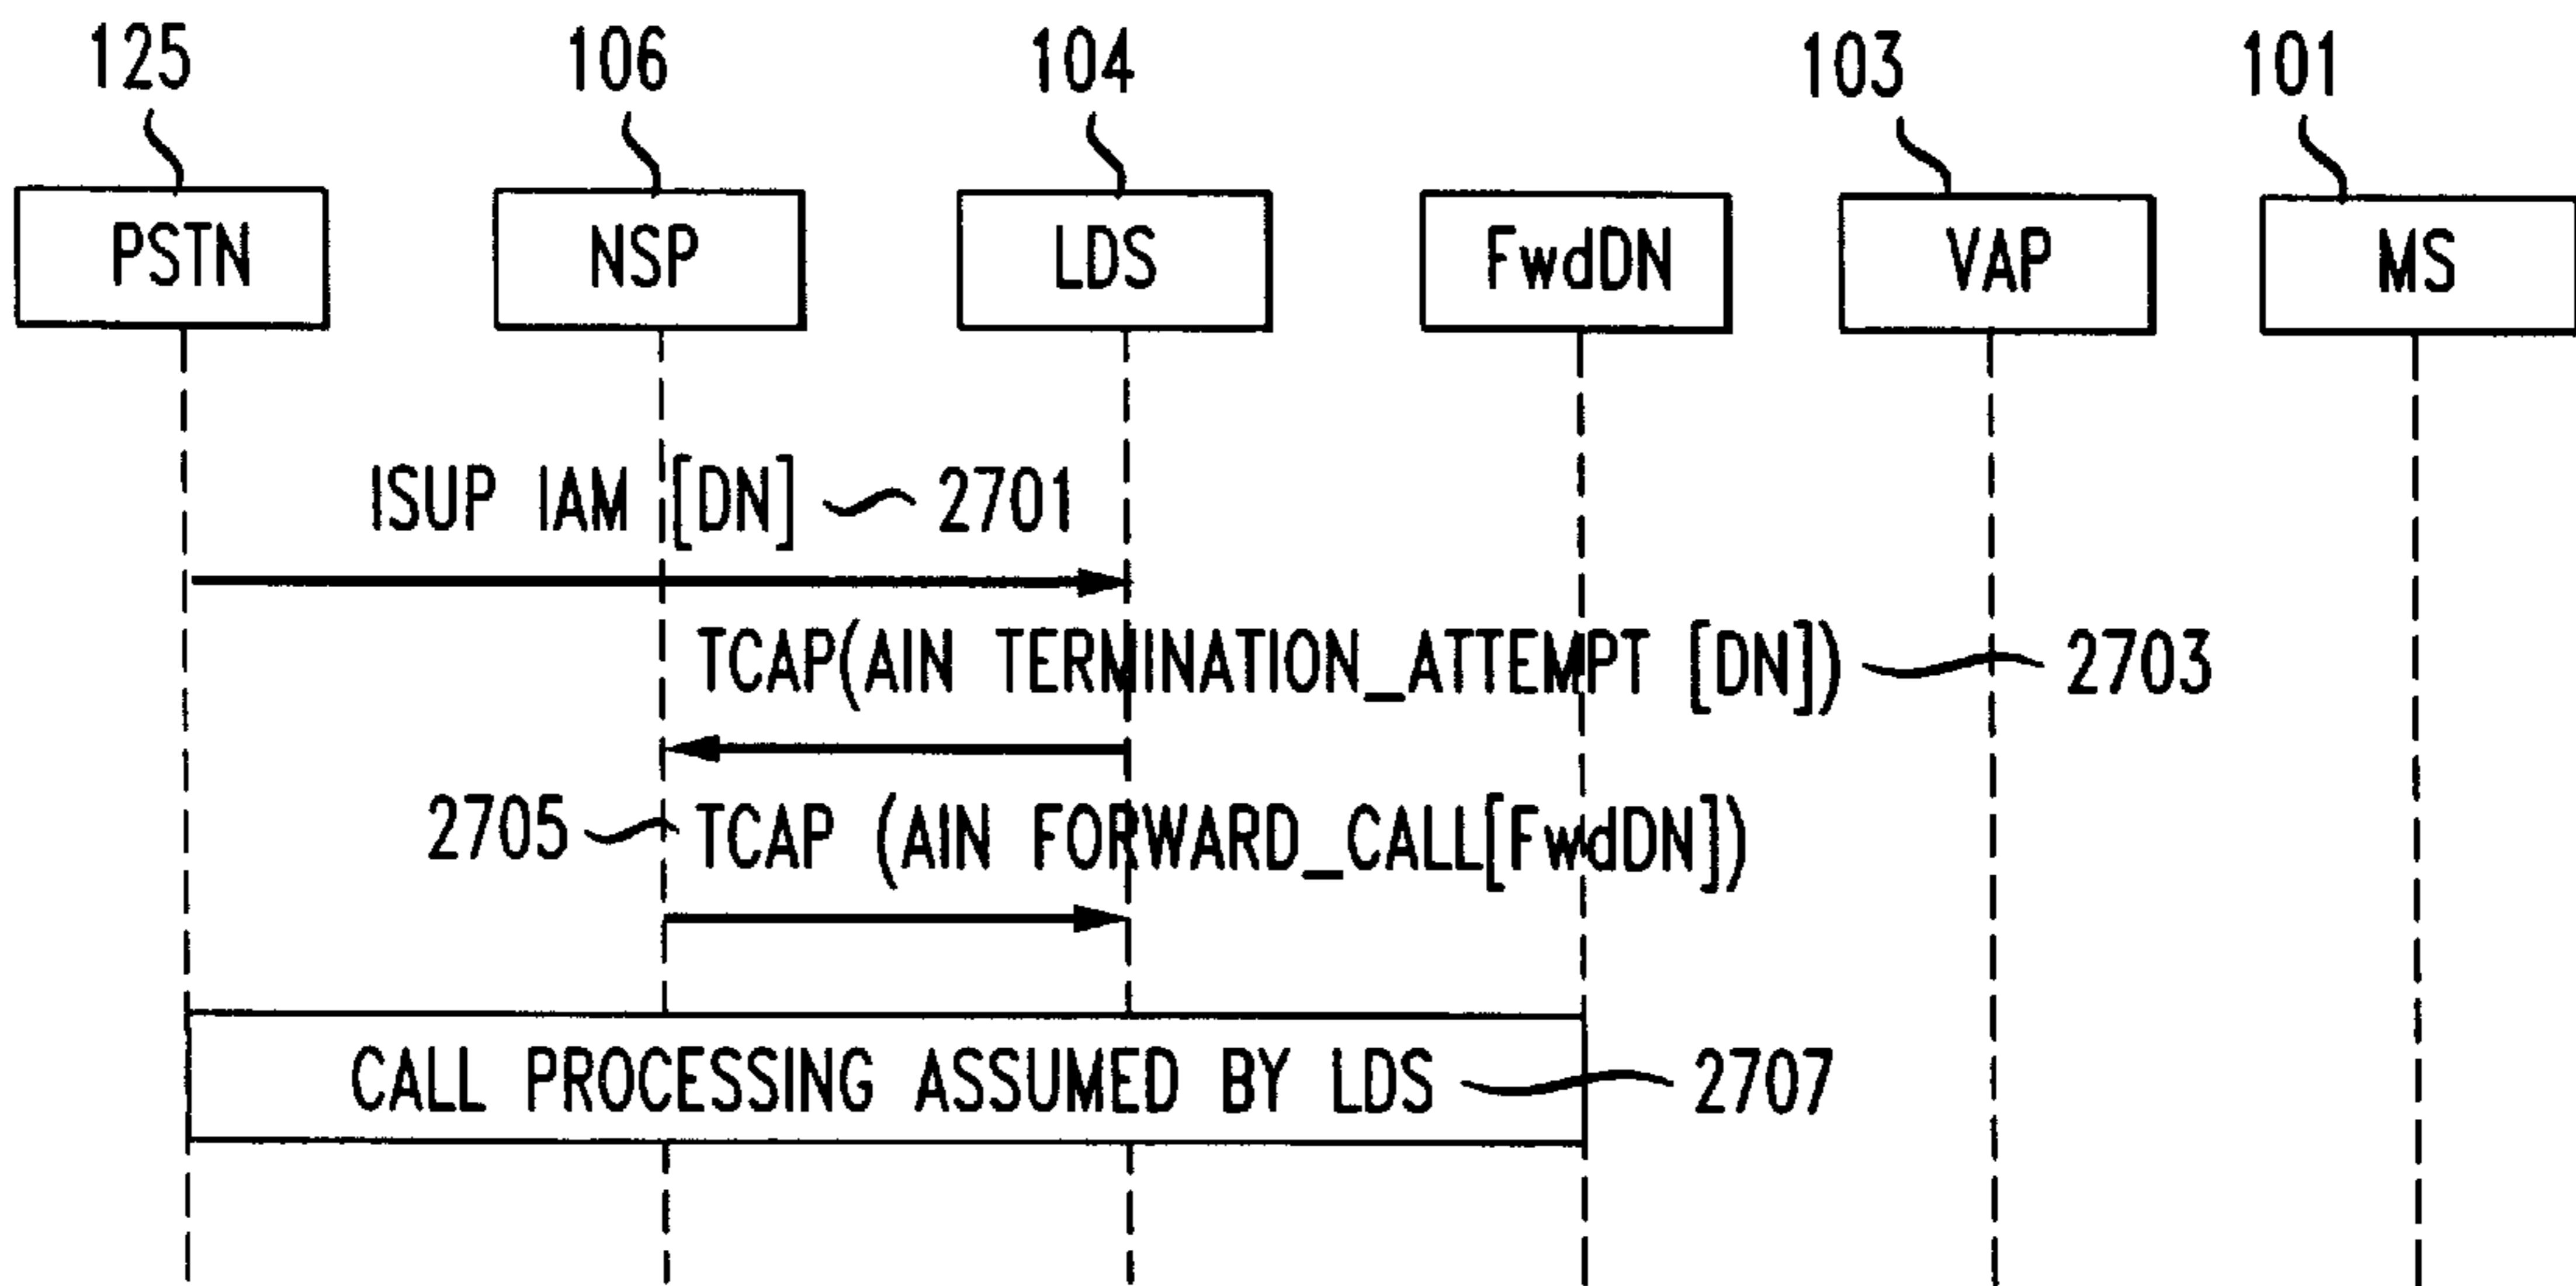 125 106 104 103 101
PSTN NSP LDS FwdDN VAP MS
ISUP IAM [DN] 2701
TCAP(AIN TERMINATION_ATTEMPT [DN]) 2703
2705 TCAP (AIN FORWARD_CALL[FwdDN])
CALL PROCESSING ASSUMED BY LDS 2707